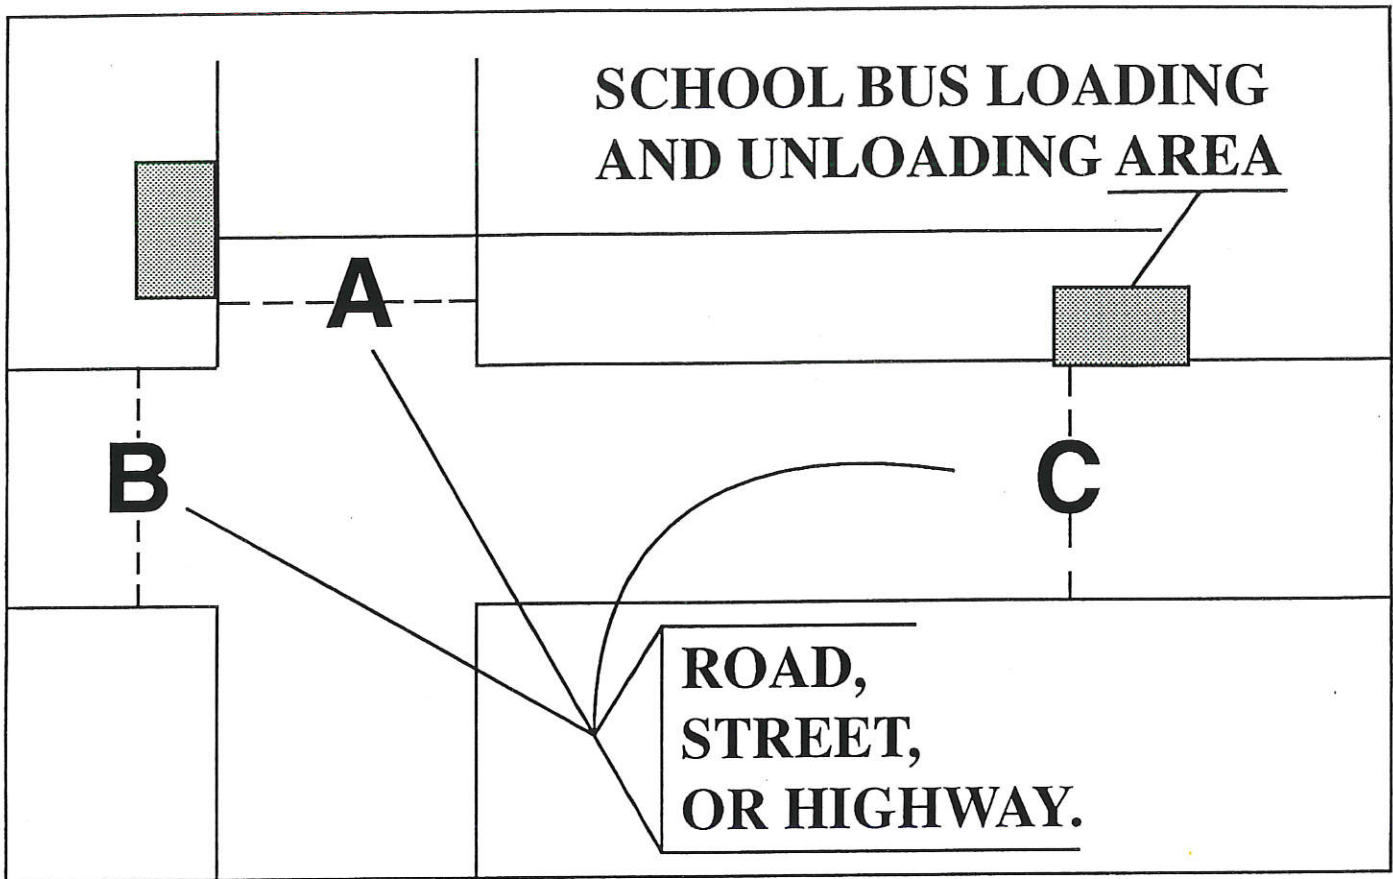 SCHOOL BUS LOADING
AND UNLOADING AREA
A
B
C
ROAD,
STREET,
OR HIGHWAY.